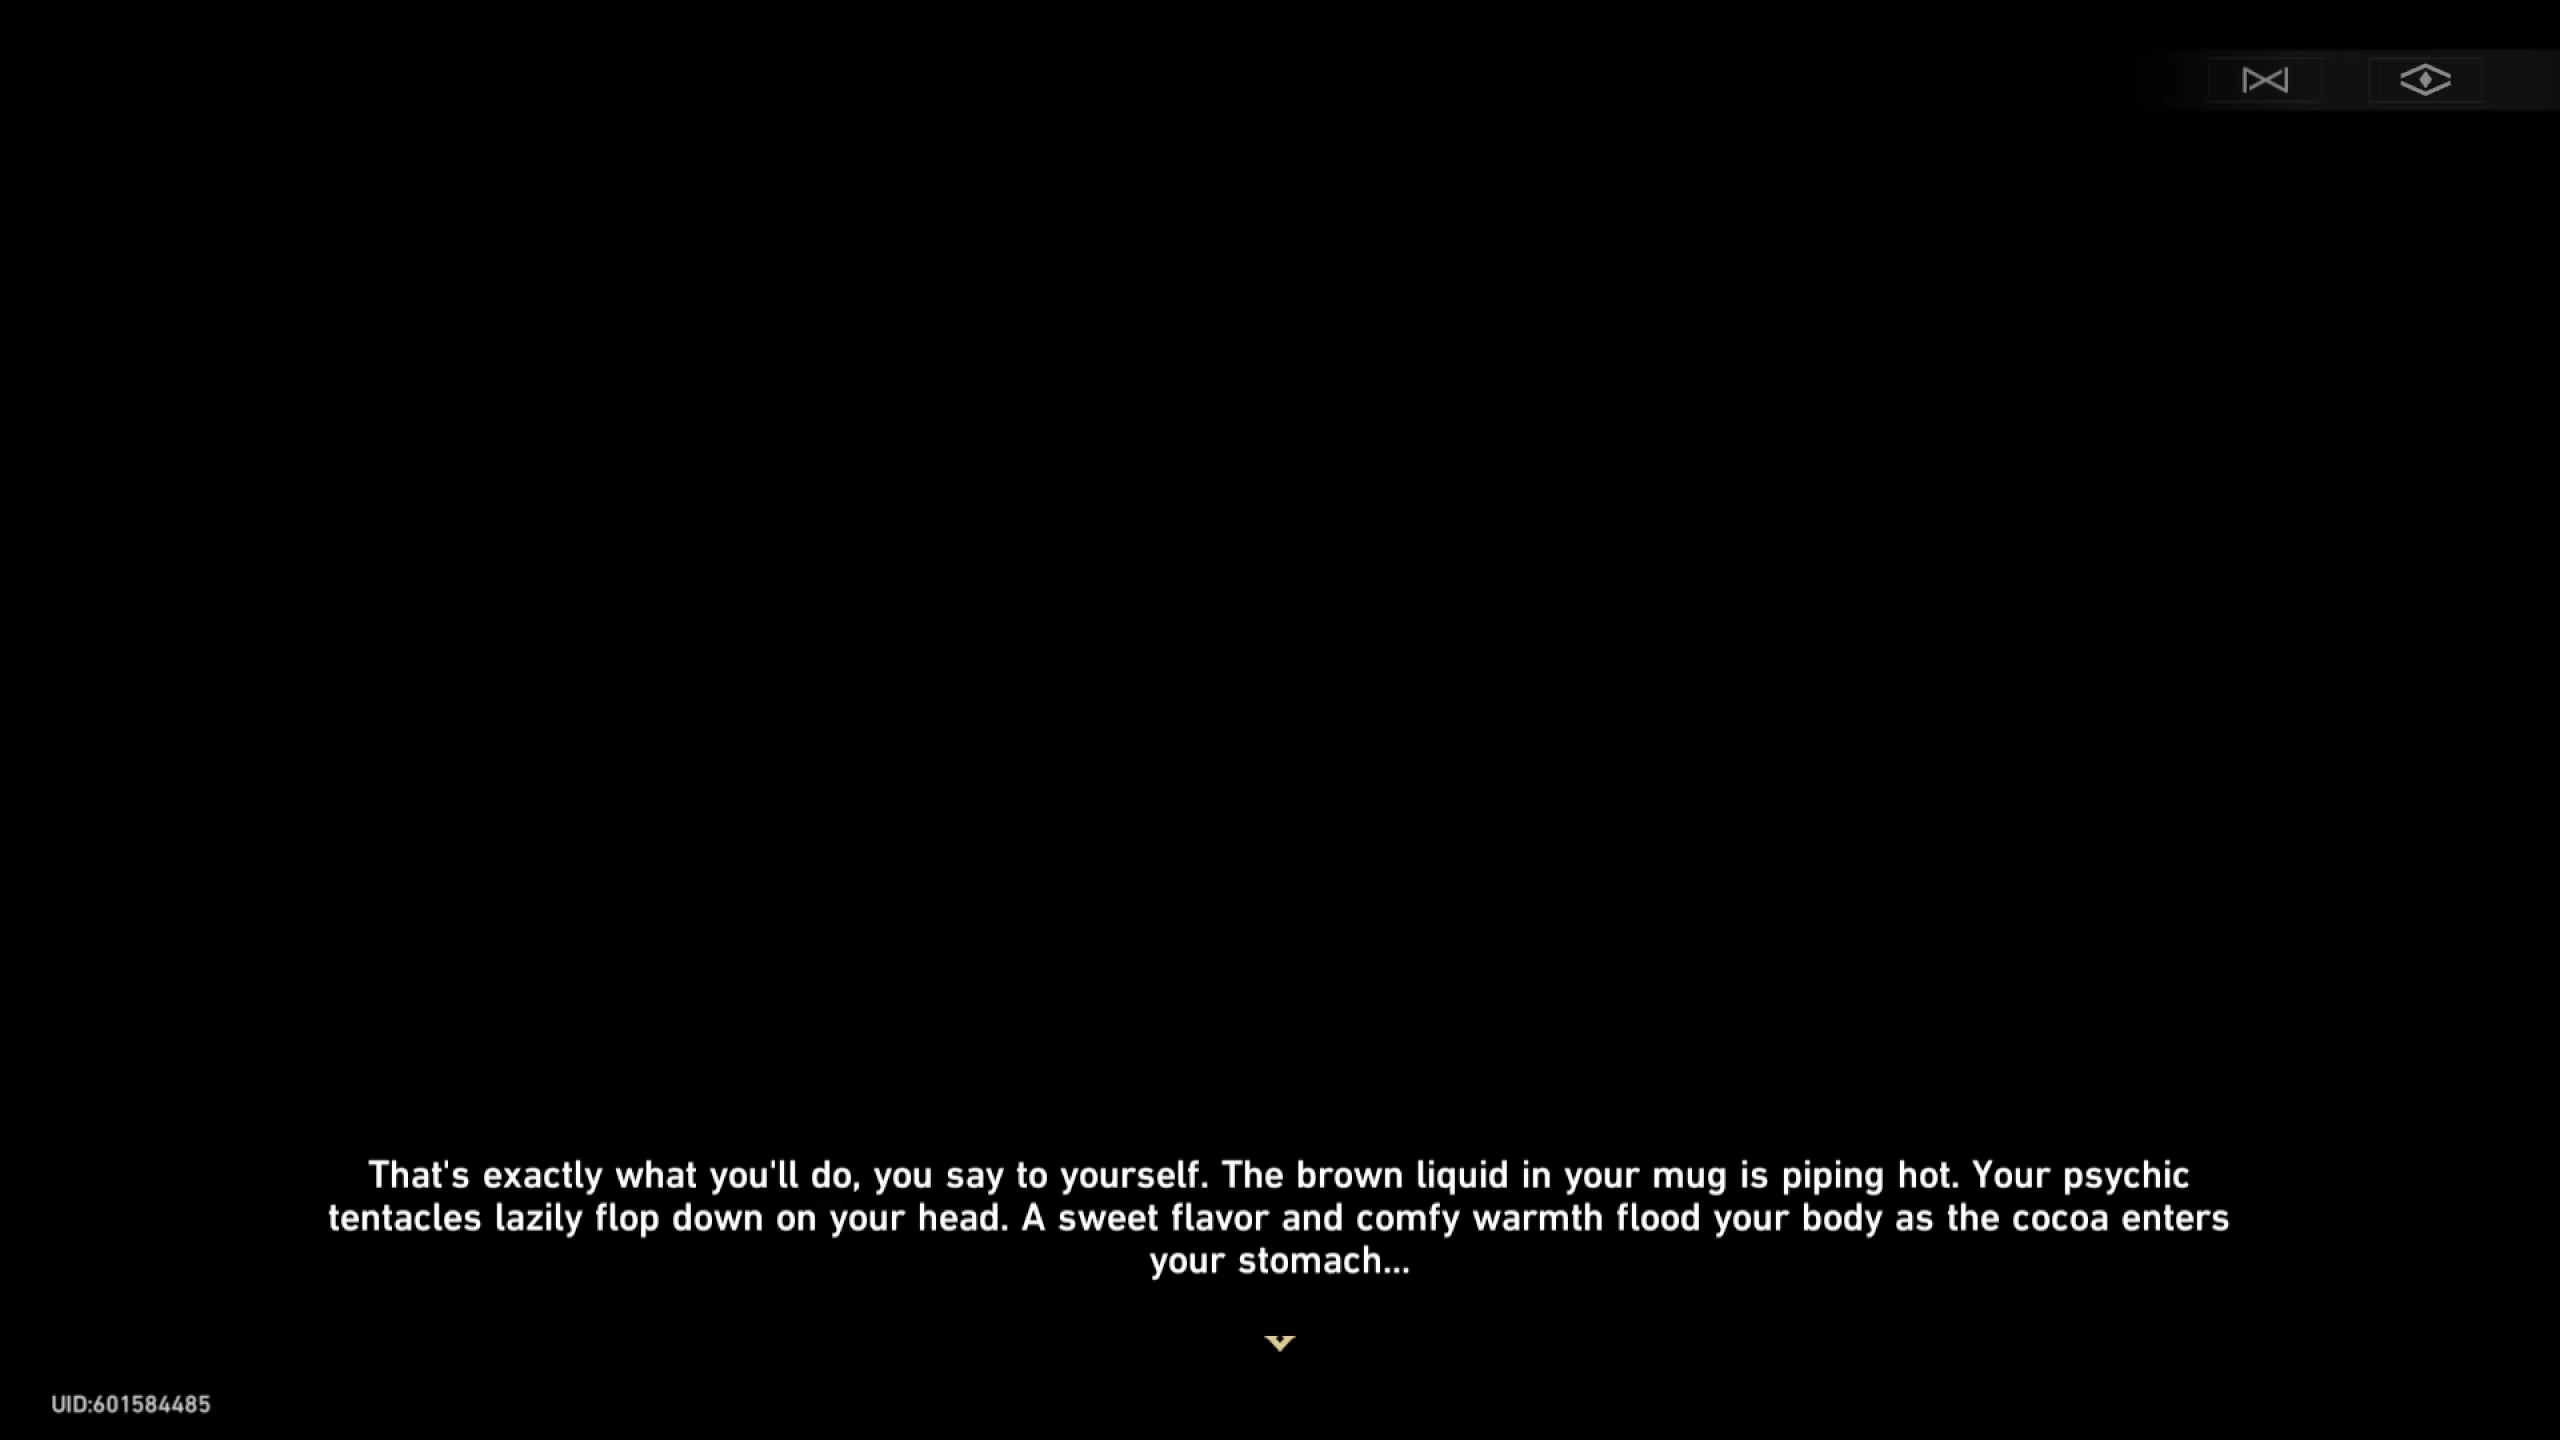 That's exactly what you'll do, you say to yourself. The brown liquid in your mug is piping hot. Your psychic
tentacles lazily flop down on your head. A sweet flavor and comfy warmth flood your body as the cocoa enters
your stomach...
UID:601584485